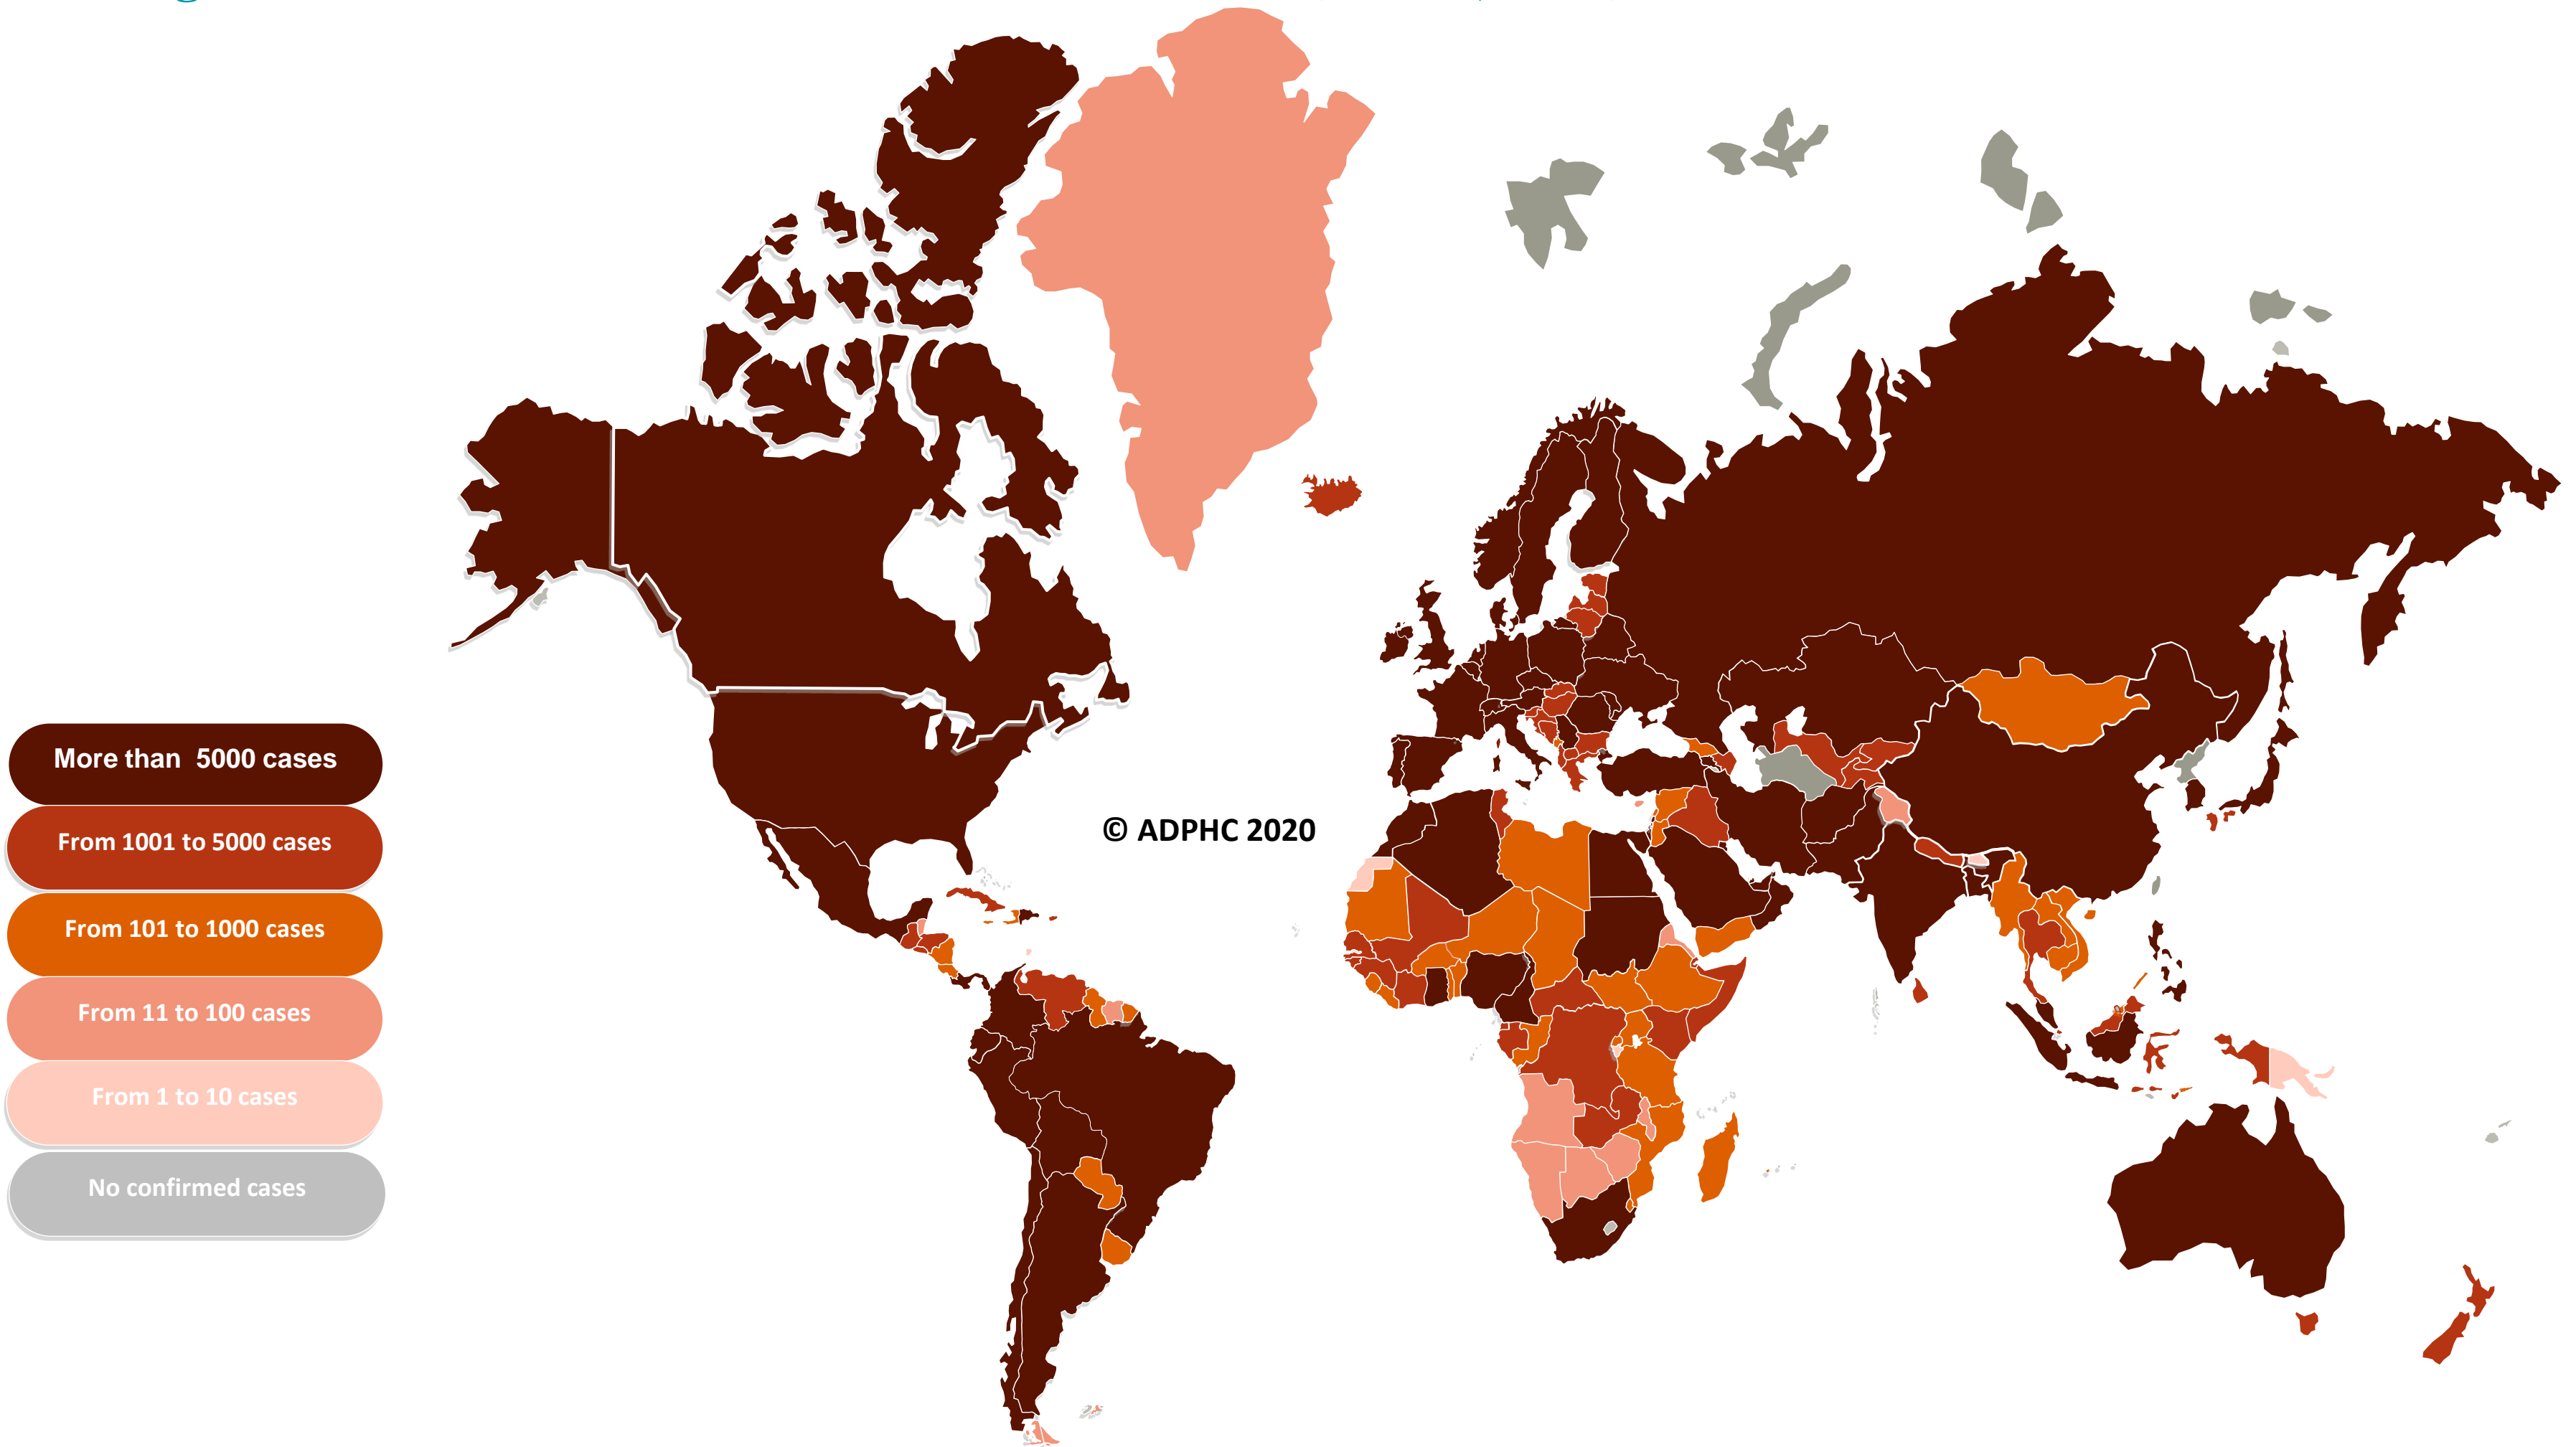 More than  5000 cases
From 1001 to 5000 cases
From 101 to 1000 cases
From 11 to 100 cases
From 1 to 10 cases
No confirmed cases
© ADPHC 2020